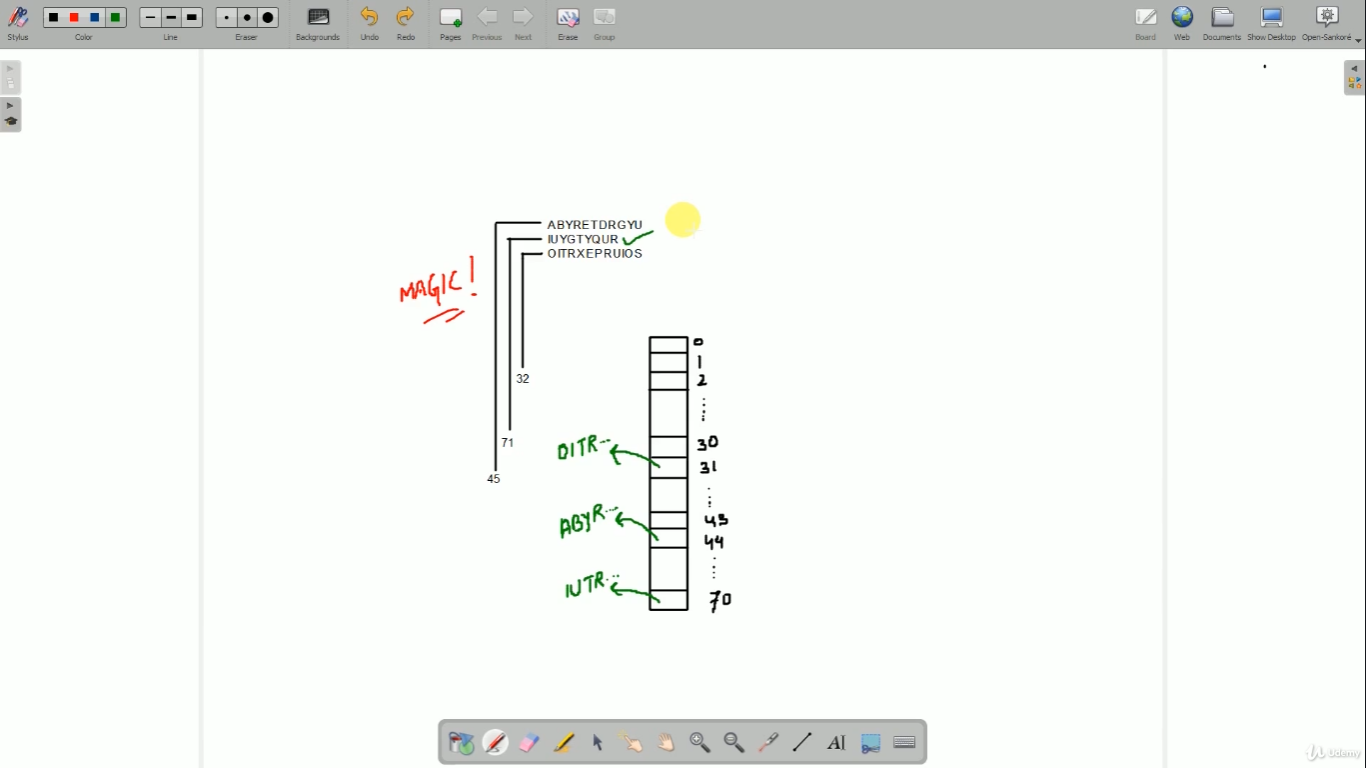 Stylus Color Line Eraser Backgrounds Undo Redo Pages Previous Next Erase Group Board Web Documents Show Desktop Open-Sankoré
ABYRETDRGYU
IUYGTYQUR
OITRXEPRUIOS
MAGIC!
32
71
45
0
1
2
30
OITR--
31
ABYR--
43
44
IUTR--
70
AI
Udemy